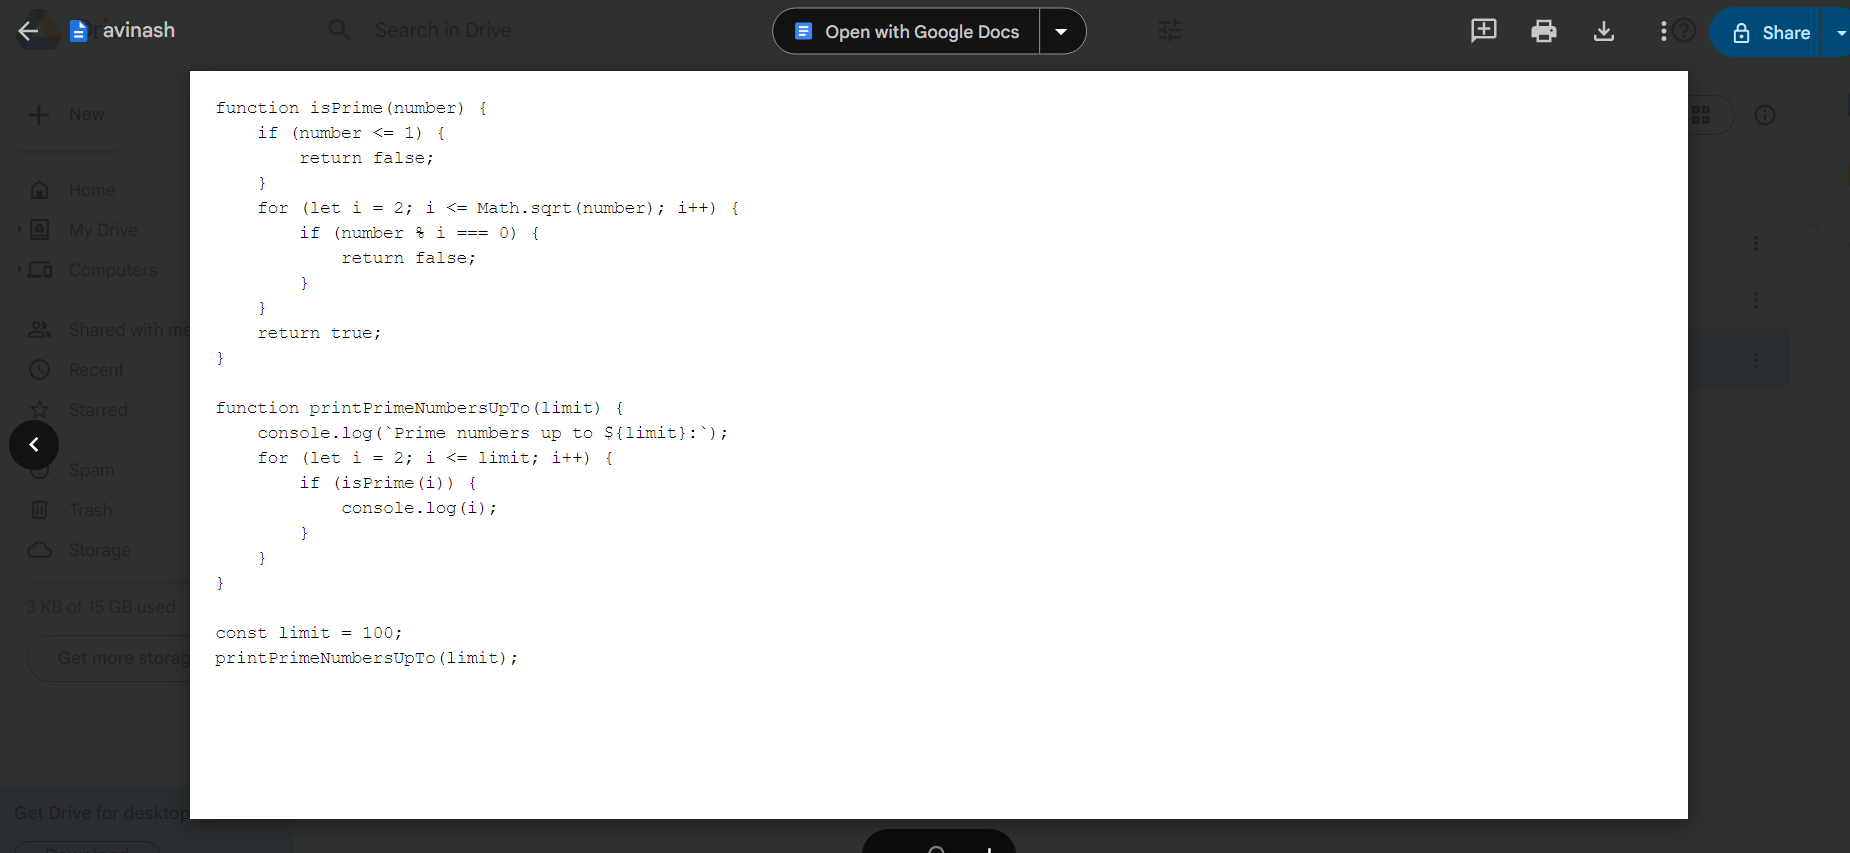 avinash
Search in Drive
Open with Google Docs
Share
New
Home
My Drive
Computers
Shared with me
Recent
Starred
Spam
Trash
Storage
3 KB of 15 GB used
Get more storag
Get Drive for desktop
Download
function isPrime(number) {
    if (number <= 1) {
        return false;
    }
    for (let i = 2; i <= Math.sqrt(number); i++) {
        if (number % i === 0) {
            return false;
        }
    }
    return true;
}

function printPrimeNumbersUpTo(limit) {
    console.log(`Prime numbers up to ${limit}:`);
    for (let i = 2; i <= limit; i++) {
        if (isPrime(i)) {
            console.log(i);
        }
    }
}

const limit = 100;
printPrimeNumbersUpTo(limit);